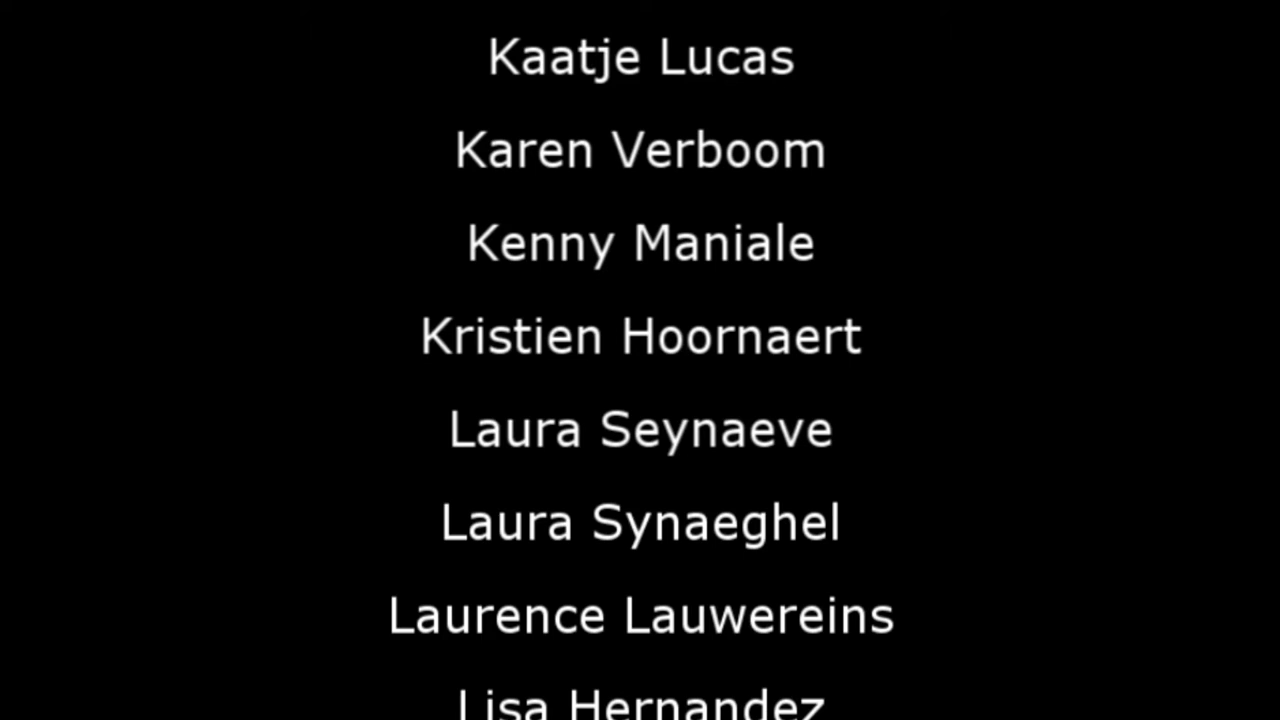 Kaatje Lucas
Karen Verboom
Kenny Maniale
Kristien Hoornaert
Laura Seynaeve
Laura Synaeghel
Laurence Lauwereins
Lisa Hernandez